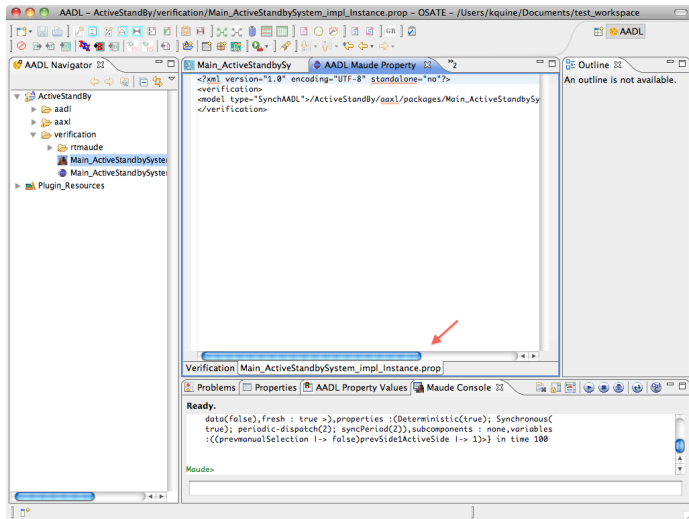 AADL - ActiveStandBy/verification/Main_ActiveStandbySystem_impl_Instance.prop - OSATE - /Users/kquine/Documents/test_workspace
GR
AADL
AADL Navigator
Main_ActiveStandbySy
AADL Maude Property
»2
Outline
ActiveStandBy
aadl
aaxl
verification
rtmaude
Main_ActiveStandbySyster
Main_ActiveStandbySyster
Plugin_Resources
<?xml version="1.0" encoding="UTF-8" standalone="no"?>
<verification>
<model type="SynchAADL">/ActiveStandBy/aaxl/packages/Main_ActiveStandbySy
</verification>
An outline is not available.
Verification
Main_ActiveStandbySystem_impl_Instance.prop
Problems
Properties
AADL Property Values
Maude Console
Ready.
data(false),fresh : true >),properties :(Deterministic(true); Synchronous(
true); periodic-dispatch(2); syncPeriod(2)),subcomponents : none,variables
:((prevmanualSelection |-> false)prevSide1ActiveSide |-> 1)>} in time 100
Maude>